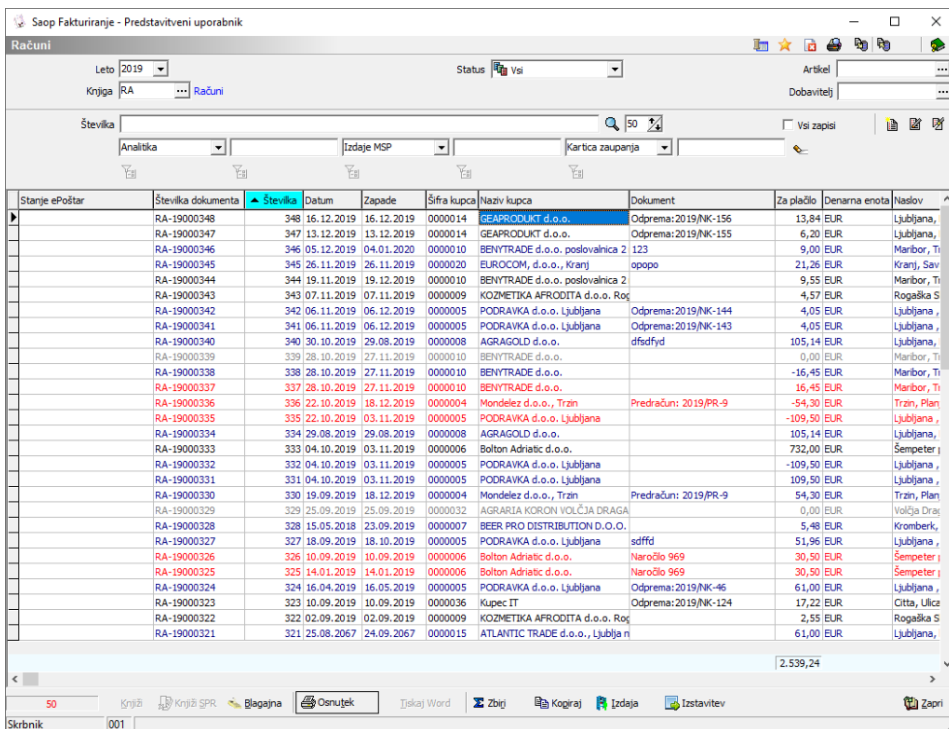 Saop Fakturiranje - Predstavitveni uporabnik
Računi
Leto 2019 Status Vsi Artikel ...
Knjiga RA ... Računi Dobavitelj ...
Številka 50 Vsi zapisi
Analitika Izdaje MSP Kartica zaupanja
Stanje ePoštar Številka dokumenta Številka Datum Zapade Šifra kupca Naziv kupca Dokument Za plačilo Denarna enota Naslov
RA-19000348 348 16.12.2019 16.12.2019 0000014 GEAPRODUKT d.o.o. Odprema:2019/NK-156 13,84 EUR Ljubljana,
RA-19000347 347 13.12.2019 13.12.2019 0000014 GEAPRODUKT d.o.o. Odprema:2019/NK-155 6,20 EUR Ljubljana,
RA-19000346 346 05.12.2019 04.01.2020 0000010 BENYTRADE d.o.o. poslovalnica 2 123 9,00 EUR Maribor, Tr
RA-19000345 345 26.11.2019 26.11.2019 0000020 EUROCOM, d.o.o., Kranj opopo 21,26 EUR Kranj, Sav
RA-19000344 344 19.11.2019 19.12.2019 0000010 BENYTRADE d.o.o. poslovalnica 2 9,55 EUR Maribor, Tr
RA-19000343 343 07.11.2019 07.11.2019 0000009 KOZMETIKA AFRODITA d.o.o. Rog 4,57 EUR Rogaška S
RA-19000342 342 06.11.2019 06.12.2019 0000005 PODRAVKA d.o.o. Ljubljana Odprema:2019/NK-144 4,05 EUR Ljubljana ,
RA-19000341 341 06.11.2019 06.12.2019 0000005 PODRAVKA d.o.o. Ljubljana Odprema:2019/NK-143 4,05 EUR Ljubljana ,
RA-19000340 340 30.10.2019 29.08.2019 0000008 AGRAGOLD d.o.o. dfsdfyd 105,14 EUR Ljubljana,
RA-19000339 339 28.10.2019 27.11.2019 0000010 BENYTRADE d.o.o. 0,00 EUR Maribor, Tr
RA-19000338 338 28.10.2019 27.11.2019 0000010 BENYTRADE d.o.o. -16,45 EUR Maribor, Tr
RA-19000337 337 28.10.2019 27.11.2019 0000010 BENYTRADE d.o.o. 16,45 EUR Maribor, Tr
RA-19000336 336 22.10.2019 18.12.2019 0000004 Mondelez d.o.o., Trzin Predračun: 2019/PR-9 -54,30 EUR Trzin, Plan
RA-19000335 335 22.10.2019 03.11.2019 0000005 PODRAVKA d.o.o. Ljubljana -109,50 EUR Ljubljana ,
RA-19000334 334 29.08.2019 29.08.2019 0000008 AGRAGOLD d.o.o. 105,14 EUR Ljubljana,
RA-19000333 333 04.10.2019 03.11.2019 0000006 Bolton Adriatic d.o.o. 732,00 EUR Šempeter p
RA-19000332 332 04.10.2019 03.11.2019 0000005 PODRAVKA d.o.o. Ljubljana -109,50 EUR Ljubljana ,
RA-19000331 331 04.10.2019 03.11.2019 0000005 PODRAVKA d.o.o. Ljubljana 109,50 EUR Ljubljana ,
RA-19000330 330 19.09.2019 18.12.2019 0000004 Mondelez d.o.o., Trzin Predračun: 2019/PR-9 54,30 EUR Trzin, Plan
RA-19000329 329 25.09.2019 25.09.2019 0000032 AGRARIA KORON VOLČJA DRAGA 0,00 EUR Volčja Drag
RA-19000328 328 15.05.2018 23.09.2019 0000007 BEER PRO DISTRIBUTION D.O.O. 5,48 EUR Kromberk,
RA-19000327 327 18.09.2019 18.10.2019 0000005 PODRAVKA d.o.o. Ljubljana sdffd 51,96 EUR Ljubljana ,
RA-19000326 326 10.09.2019 10.09.2019 0000006 Bolton Adriatic d.o.o. Naročilo 969 30,50 EUR Šempeter p
RA-19000325 325 14.01.2019 14.01.2019 0000006 Bolton Adriatic d.o.o. Naročilo 969 30,50 EUR Šempeter p
RA-19000324 324 16.04.2019 16.05.2019 0000005 PODRAVKA d.o.o. Ljubljana Odprema:2019/NK-46 61,00 EUR Ljubljana ,
RA-19000323 323 10.09.2019 10.09.2019 0000036 Kupec IT Odprema:2019/NK-124 17,22 EUR Citta, Ulica
RA-19000322 322 02.09.2019 02.09.2019 0000009 KOZMETIKA AFRODITA d.o.o. Rog 2,55 EUR Rogaška S
RA-19000321 321 25.08.2067 24.09.2067 0000015 ATLANTIC TRADE d.o.o., Ljublja n 61,00 EUR Ljubljana,
2.539,24
50 Knjiži Knjiži SPR. Blagajna Osnutek Tiskaj Word Zbirj Kopiraj Izdaja Izstavitev Zapri
Skrbnik 001